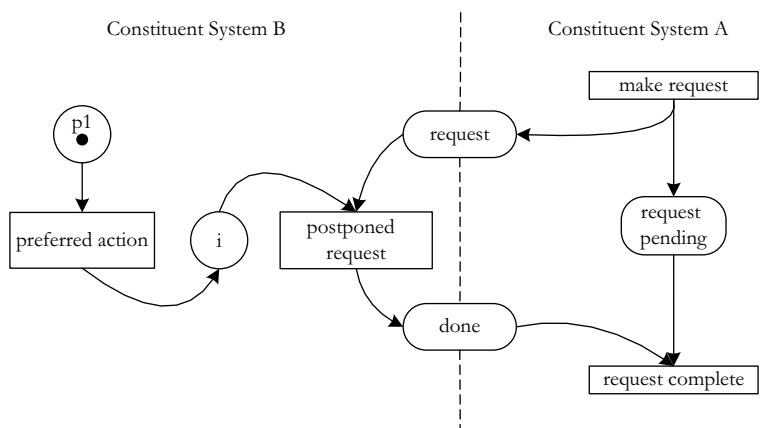 Constituent System B
Constituent System A
make request
p1
request
request
pending
preferred action
i
postponed
request
done
request complete